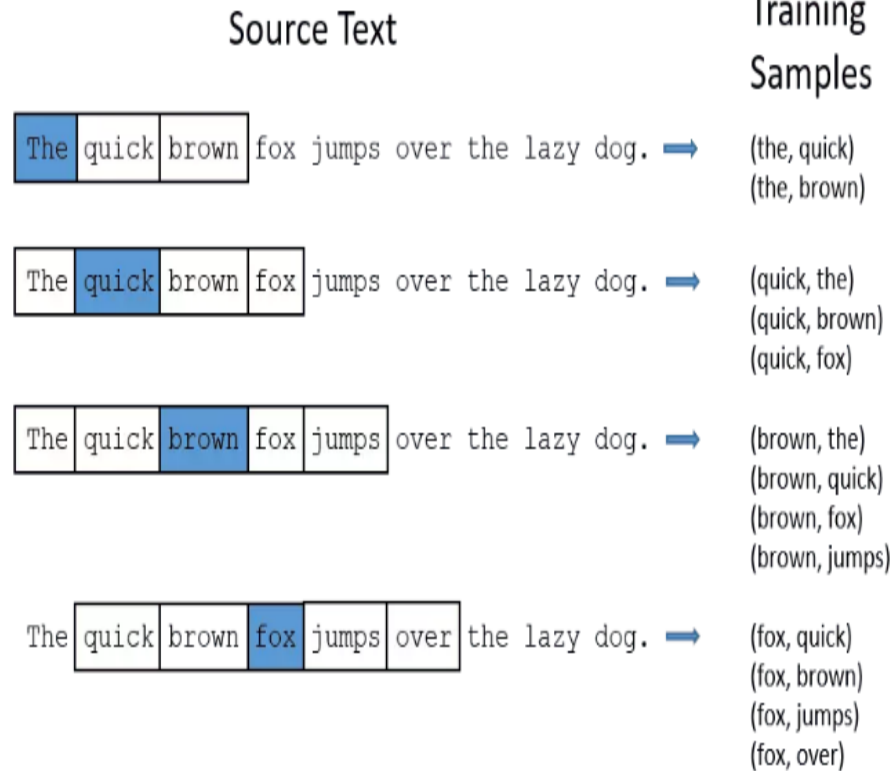 Source Text
Training
Samples
The quick brown fox jumps over the lazy dog.
(the, quick)
(the, brown)
The quick brown fox jumps over the lazy dog.
(quick, the)
(quick, brown)
(quick, fox)
The quick brown fox jumps over the lazy dog.
(brown, the)
(brown, quick)
(brown, fox)
(brown, jumps)
The quick brown fox jumps over the lazy dog.
(fox, quick)
(fox, brown)
(fox, jumps)
(fox, over)